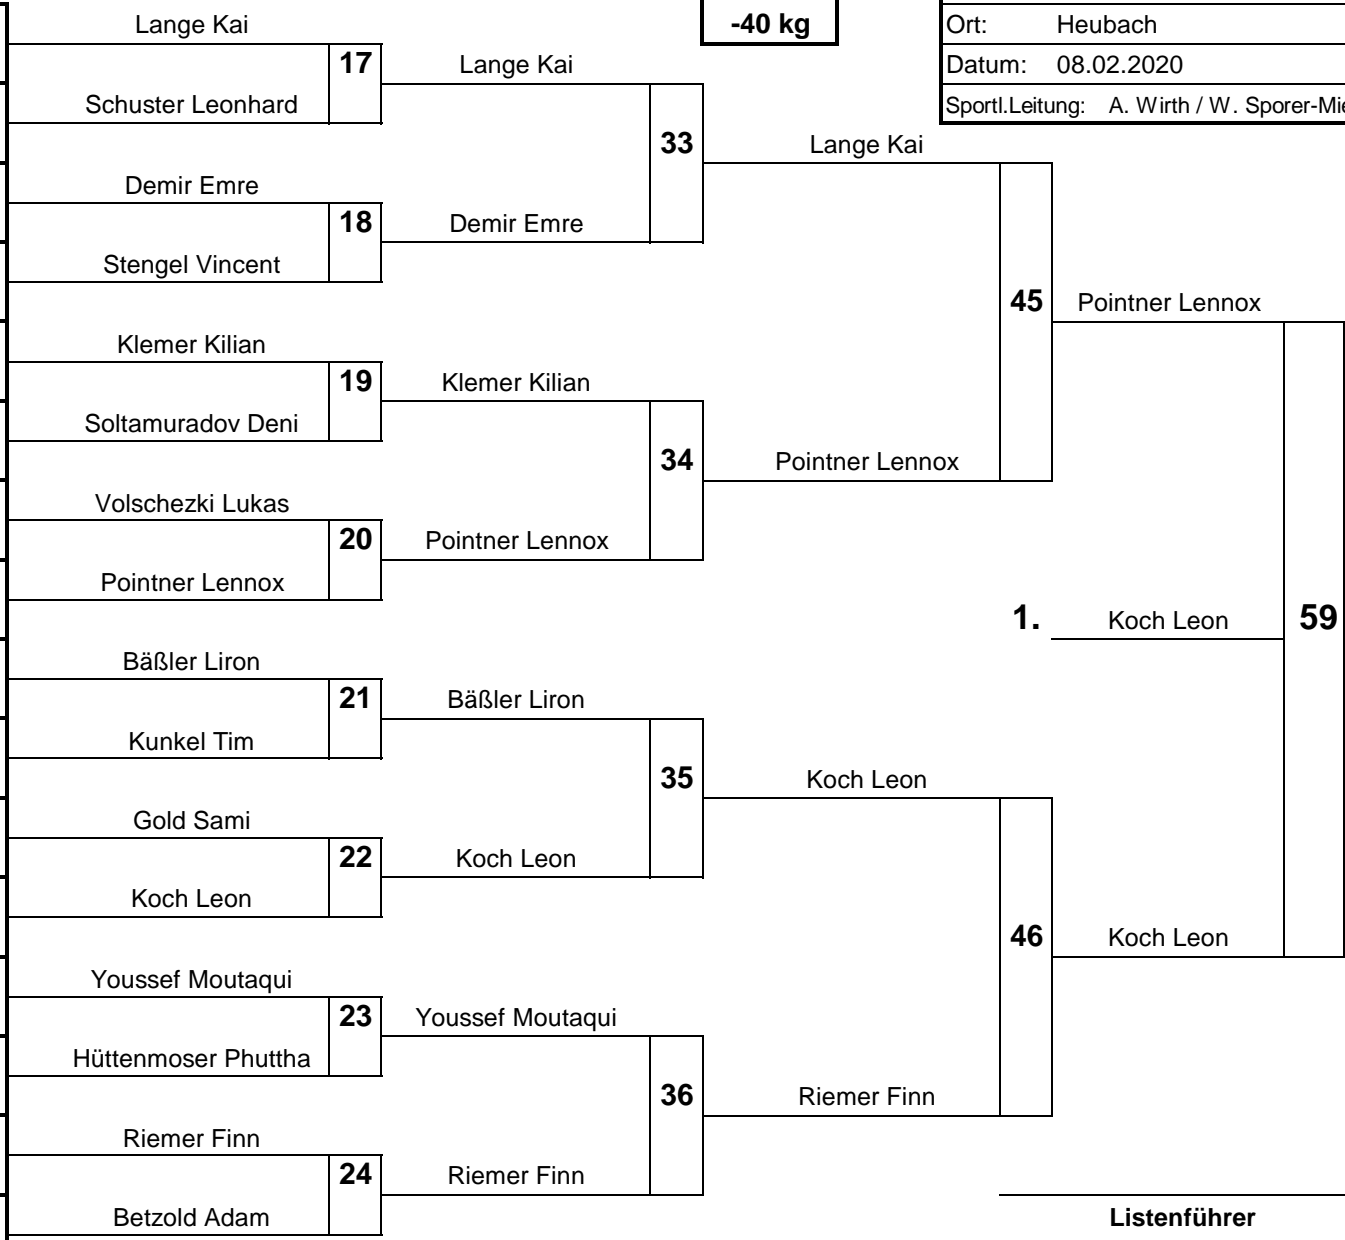 Lange Kai
-40 kg
Ort: Heubach
17
Lange Kai
Datum: 08.02.2020
Schuster Leonhard
Sportl.Leitung: A. Wirth / W. Sporer-Mie
33
Lange Kai
Demir Emre
18
Demir Emre
Stengel Vincent
45
Pointner Lennox
Klemer Kilian
19
Klemer Kilian
Soltamuradov Deni
34
Pointner Lennox
Volschezki Lukas
20
Pointner Lennox
Pointner Lennox
1. Koch Leon
59
Bäßler Liron
21
Bäßler Liron
Kunkel Tim
35
Koch Leon
Gold Sami
22
Koch Leon
Koch Leon
46
Koch Leon
Youssef Moutaqui
23
Youssef Moutaqui
Hüttenmoser Phuttha
36
Riemer Finn
Riemer Finn
24
Riemer Finn
Betzold Adam
Listenführer